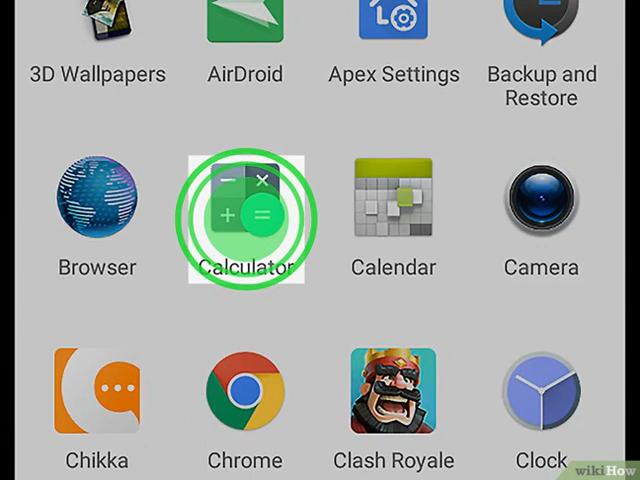 3D Wallpapers
AirDroid
Apex Settings
Backup and
Restore
Browser
Calculator
Calendar
Camera
Chikka
Chrome
Clash Royale
Clock
wikiHow